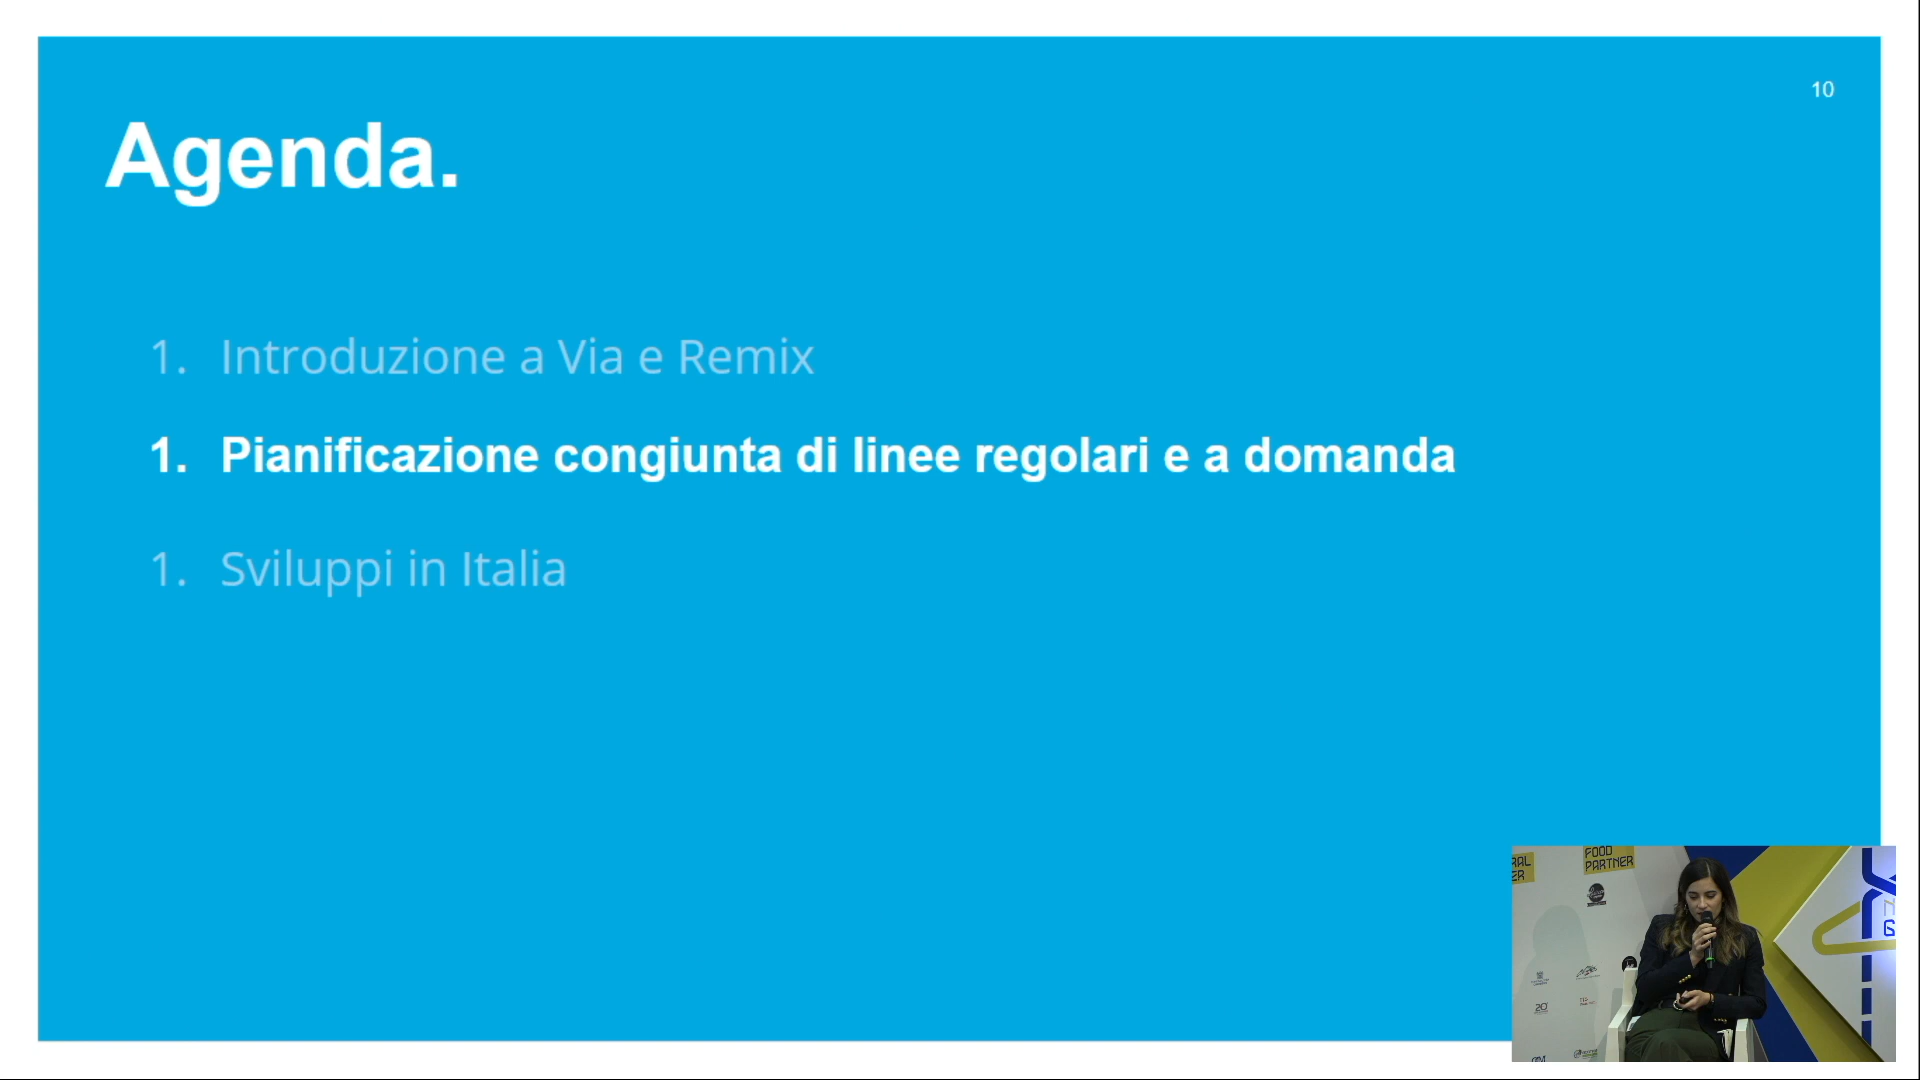 10
Agenda.
1. Introduzione a Via e Remix
1. Pianificazione congiunta di linee regolari e a domanda
1. Sviluppi in Italia
FOOD
PARTNER